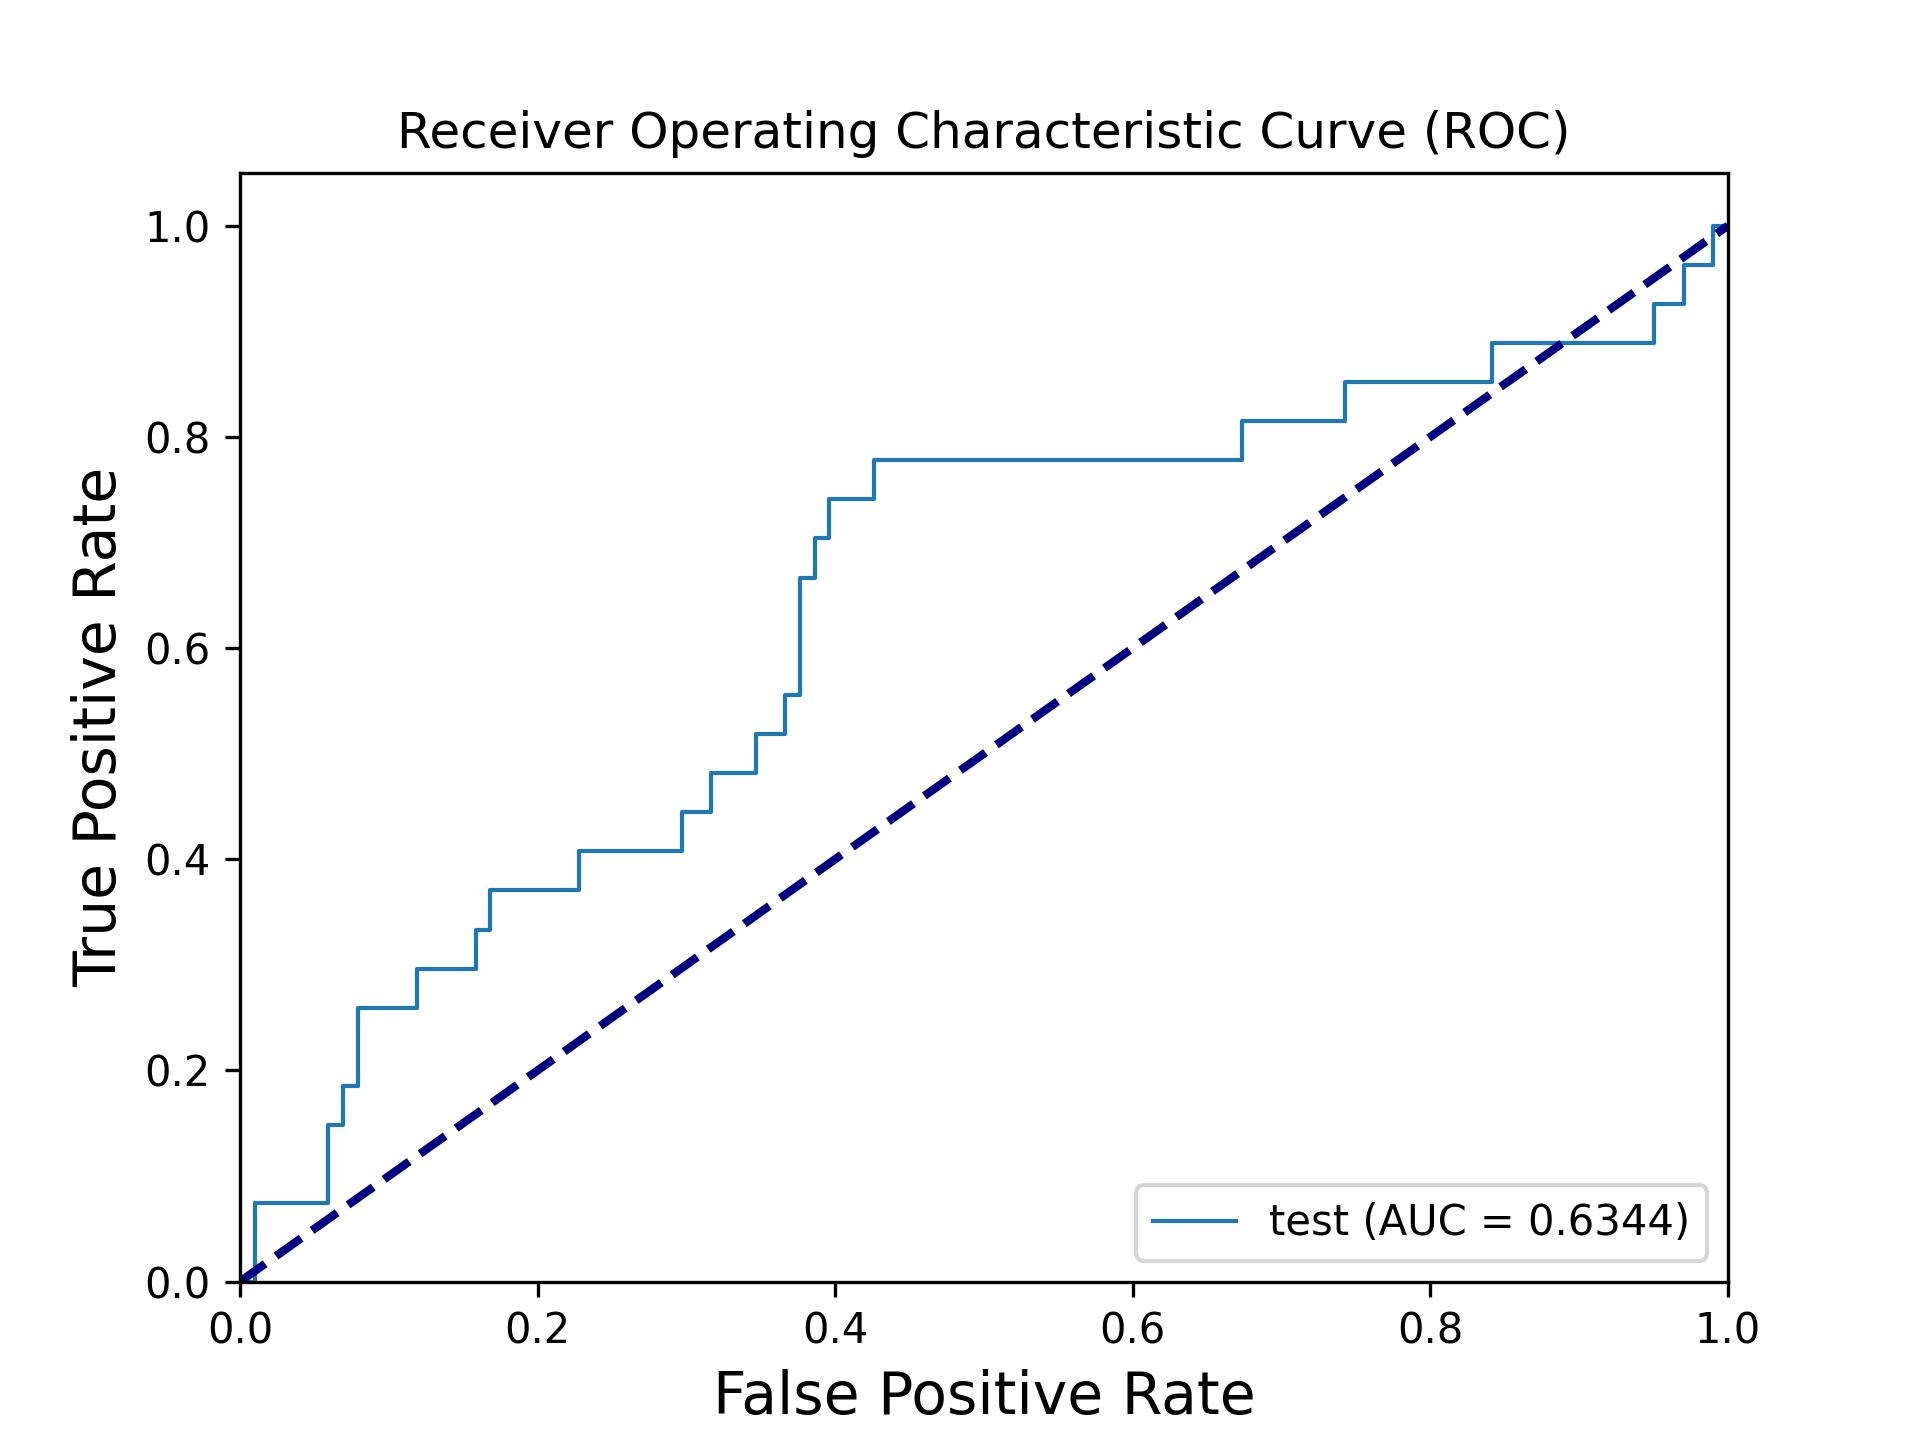 Receiver Operating Characteristic Curve (ROC)
1.0
0.8
0.6
0.4
0.2
0.0
True Positive Rate
0.0 0.2 0.4 0.6 0.8 1.0
False Positive Rate
test (AUC = 0.6344)